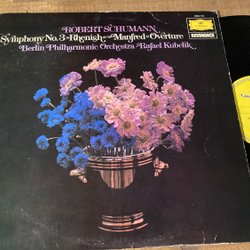 ROBERT SCHUMANN
Symphony No.3 »Rhenish« · »Manfred« Overture
Berlin Philharmonic Orchestra · Rafael Kubelik
RESONANCE